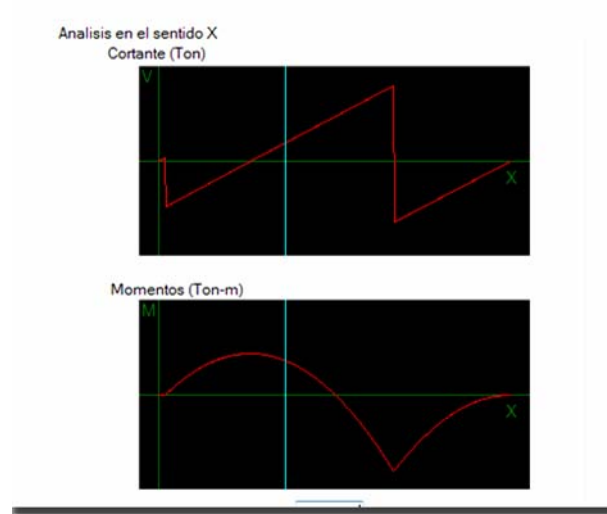 Analisis en el sentido X
Cortante (Ton)
V
X
Momentos (Ton-m)
M
X